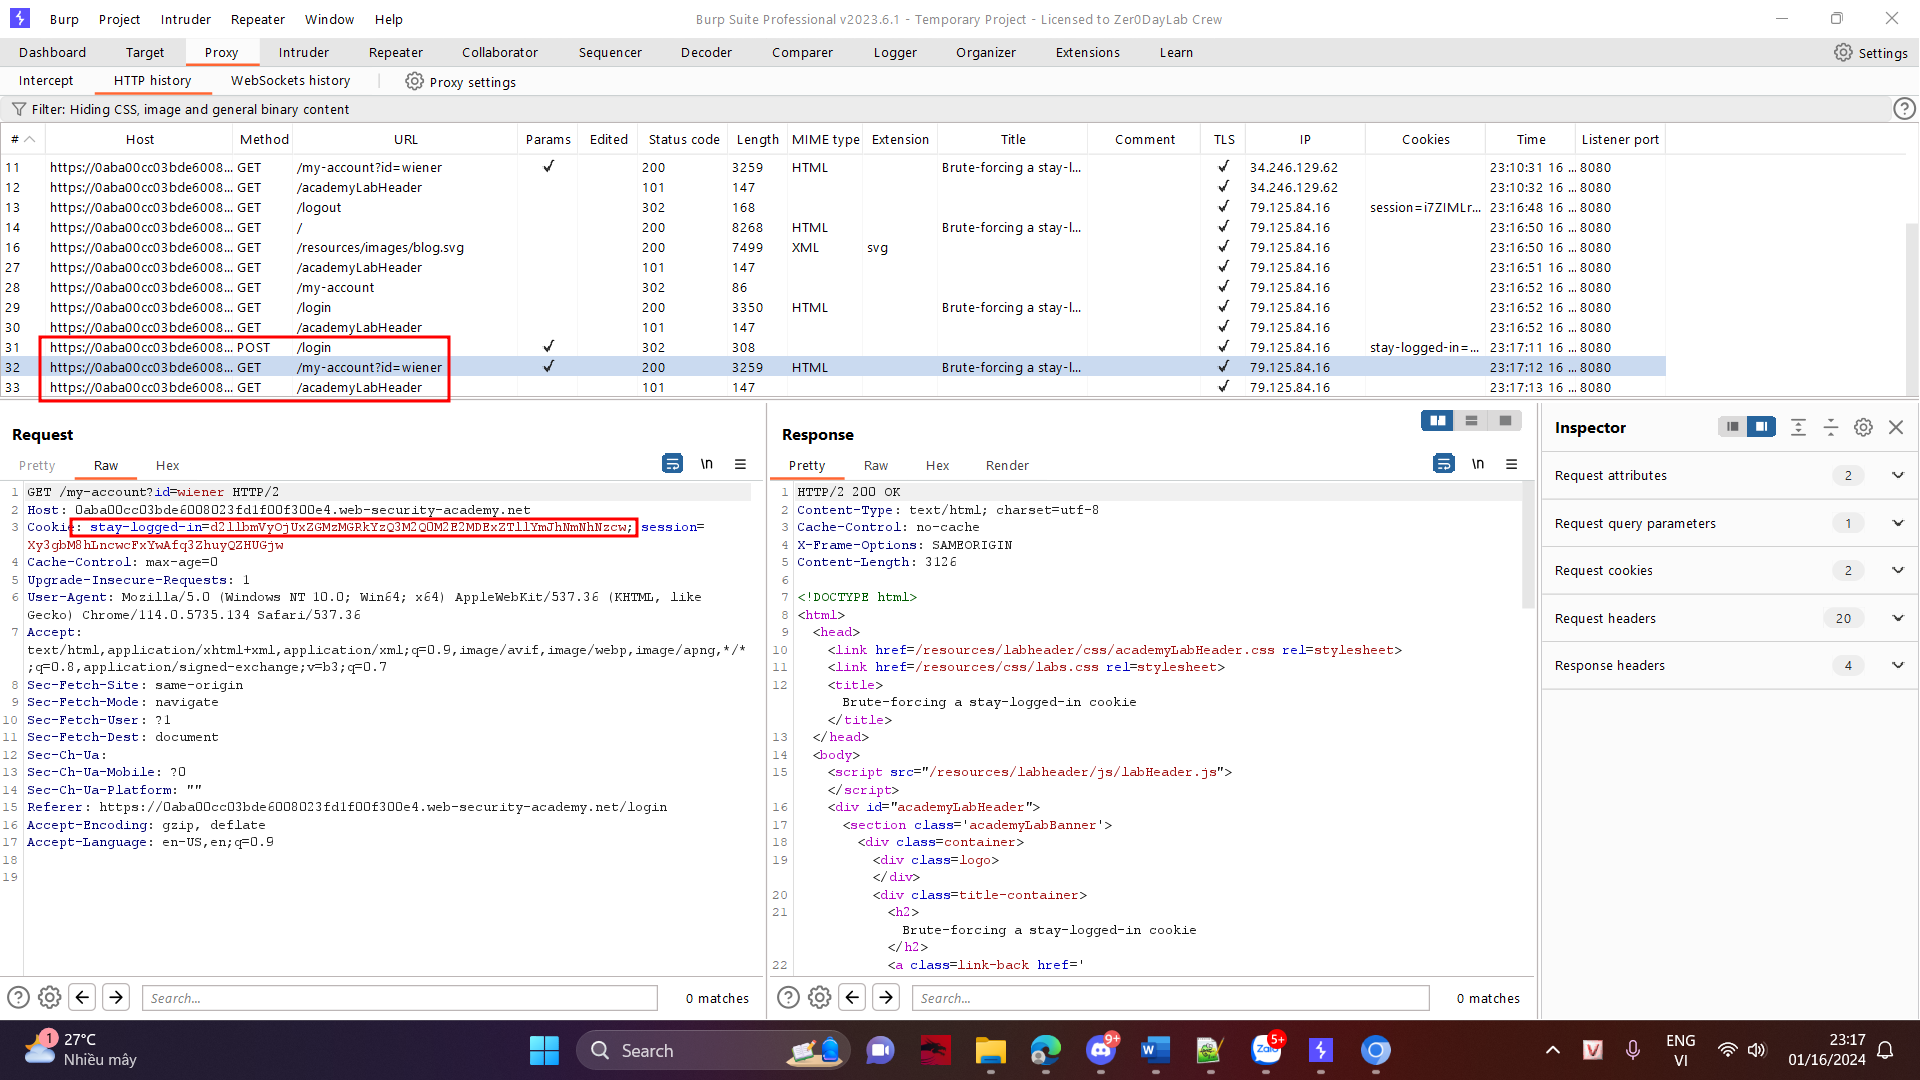 Burp Project Intruder Repeater Window Help
Burp Suite Professional v2023.6.1 - Temporary Project - Licensed to Zer0DayLab Crew
Dashboard Target Proxy Intruder Repeater Collaborator Sequencer Decoder Comparer Logger Organizer Extensions Learn Settings
Intercept HTTP history WebSockets history Proxy settings
Filter: Hiding CSS, image and general binary content
# Host Method URL Params Edited Status code Length MIME type Extension Title Comment TLS IP Cookies Time Listener port
11 https://0aba00cc03bde6008... GET /my-account?id=wiener ✓ 200 3259 HTML Brute-forcing a stay-l... ✓ 34.246.129.62 23:10:31 16 ... 8080
12 https://0aba00cc03bde6008... GET /academyLabHeader 101 147 ✓ 34.246.129.62 23:10:32 16 ... 8080
13 https://0aba00cc03bde6008... GET /logout 302 168 ✓ 79.125.84.16 session=i7ZIMLr... 23:16:48 16 ... 8080
14 https://0aba00cc03bde6008... GET / 200 8268 HTML Brute-forcing a stay-l... ✓ 79.125.84.16 23:16:50 16 ... 8080
16 https://0aba00cc03bde6008... GET /resources/images/blog.svg 200 7499 XML svg ✓ 79.125.84.16 23:16:50 16 ... 8080
27 https://0aba00cc03bde6008... GET /academyLabHeader 101 147 ✓ 79.125.84.16 23:16:51 16 ... 8080
28 https://0aba00cc03bde6008... GET /my-account 302 86 ✓ 79.125.84.16 23:16:52 16 ... 8080
29 https://0aba00cc03bde6008... GET /login 200 3350 HTML Brute-forcing a stay-l... ✓ 79.125.84.16 23:16:52 16 ... 8080
30 https://0aba00cc03bde6008... GET /academyLabHeader 101 147 ✓ 79.125.84.16 23:16:52 16 ... 8080
31 https://0aba00cc03bde6008... POST /login ✓ 302 308 ✓ 79.125.84.16 stay-logged-in=... 23:17:11 16 ... 8080
32 https://0aba00cc03bde6008... GET /my-account?id=wiener ✓ 200 3259 HTML Brute-forcing a stay-l... ✓ 79.125.84.16 23:17:12 16 ... 8080
33 https://0aba00cc03bde6008... GET /academyLabHeader 101 147 ✓ 79.125.84.16 23:17:13 16 ... 8080
Request
Pretty Raw Hex \n
1 GET /my-account?id=wiener HTTP/2
2 Host: 0aba00cc03bde6008023fd1f00f300e4.web-security-academy.net
3 Cookie: stay-logged-in=d2llbmVyOjUxZGMzMGRkYzQ3M2Q0M2E2MDExZTllYmJhNmNhNzcw; session=
Xy3gbM8hLncwcFxYwAfq3ZhuyQZHUGjw
4 Cache-Control: max-age=0
5 Upgrade-Insecure-Requests: 1
6 User-Agent: Mozilla/5.0 (Windows NT 10.0; Win64; x64) AppleWebKit/537.36 (KHTML, like
Gecko) Chrome/114.0.5735.134 Safari/537.36
7 Accept:
text/html,application/xhtml+xml,application/xml;q=0.9,image/avif,image/webp,image/apng,*/*
;q=0.8,application/signed-exchange;v=b3;q=0.7
8 Sec-Fetch-Site: same-origin
9 Sec-Fetch-Mode: navigate
10 Sec-Fetch-User: ?1
11 Sec-Fetch-Dest: document
12 Sec-Ch-Ua:
13 Sec-Ch-Ua-Mobile: ?0
14 Sec-Ch-Ua-Platform: ""
15 Referer: https://0aba00cc03bde6008023fd1f00f300e4.web-security-academy.net/login
16 Accept-Encoding: gzip, deflate
17 Accept-Language: en-US,en;q=0.9
18
19
Search... 0 matches
Response
Pretty Raw Hex Render \n
1 HTTP/2 200 OK
2 Content-Type: text/html; charset=utf-8
3 Cache-Control: no-cache
4 X-Frame-Options: SAMEORIGIN
5 Content-Length: 3126
6
7 <!DOCTYPE html>
8 <html>
9 <head>
10 <link href=/resources/labheader/css/academyLabHeader.css rel=stylesheet>
11 <link href=/resources/css/labs.css rel=stylesheet>
12 <title>
Brute-forcing a stay-logged-in cookie
</title>
13 </head>
14 <body>
15 <script src="/resources/labheader/js/labHeader.js">
</script>
16 <div id="academyLabHeader">
17 <section class='academyLabBanner'>
18 <div class=container>
19 <div class=logo>
</div>
20 <div class=title-container>
21 <h2>
Brute-forcing a stay-logged-in cookie
</h2>
22 <a class=link-back href='
Search... 0 matches
Inspector
Request attributes 2
Request query parameters 1
Request cookies 2
Request headers 20
Response headers 4
1 27°C
Nhiều mây
Search
9+
Zalo 5+
ENG
VI
23:17
01/16/2024